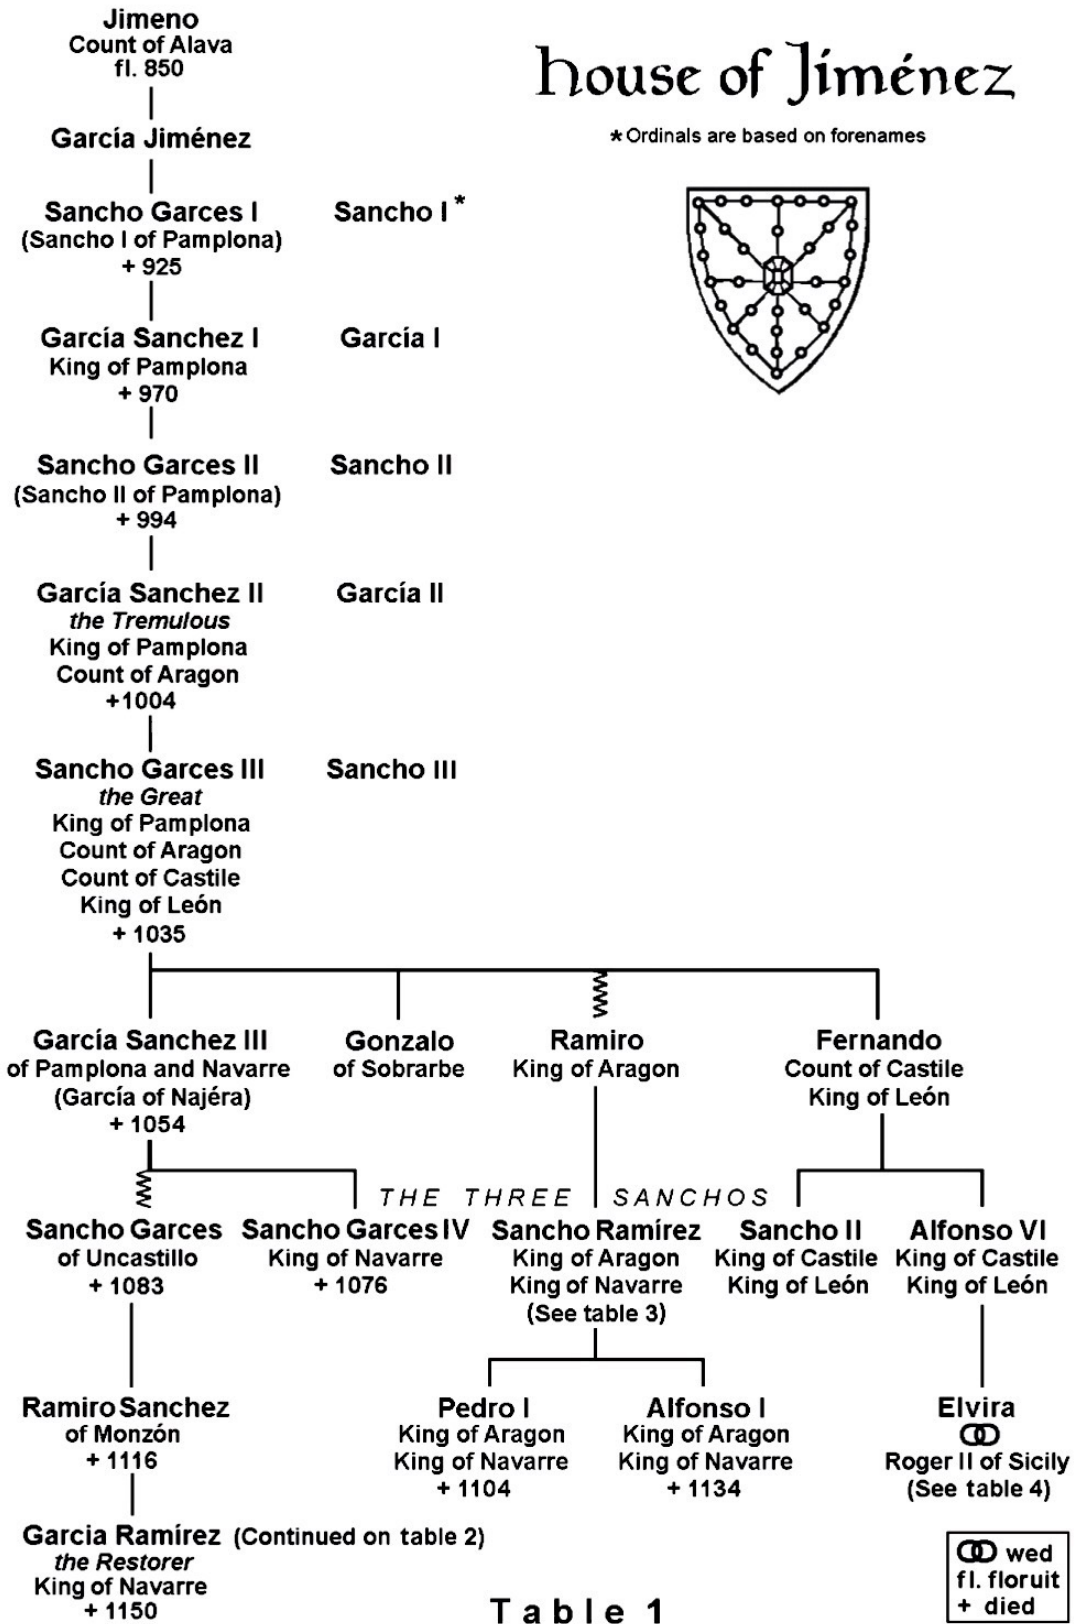 Jimeno
Count of Alava
fl. 850
House of Jiménez
* Ordinals are based on forenames
García Jiménez
Sancho Garces I
(Sancho I of Pamplona)
+ 925
Sancho I *
García Sanchez I
King of Pamplona
+ 970
García I
Sancho Garces II
(Sancho II of Pamplona)
+ 994
Sancho II
García Sanchez II
the Tremulous
King of Pamplona
Count of Aragon
+1004
García II
Sancho Garces III
the Great
King of Pamplona
Count of Aragon
Count of Castile
King of León
+ 1035
Sancho III
García Sanchez III
of Pamplona and Navarre
(García of Najéra)
+ 1054
Gonzalo
of Sobrarbe
Ramiro
King of Aragon
Fernando
Count of Castile
King of León
THE THREE SANCHOS
Sancho Garces
of Uncastillo
+ 1083
Sancho Garces IV
King of Navarre
+ 1076
Sancho Ramírez
King of Aragon
King of Navarre
(See table 3)
Sancho II
King of Castile
King of León
Alfonso VI
King of Castile
King of León
Ramiro Sanchez
of Monzón
+ 1116
Pedro I
King of Aragon
King of Navarre
+ 1104
Alfonso I
King of Aragon
King of Navarre
+ 1134
Elvira
Roger II of Sicily
(See table 4)
Garcia Ramírez (Continued on table 2)
the Restorer
King of Navarre
+ 1150
Table 1
wed
fl. floruit
+ died